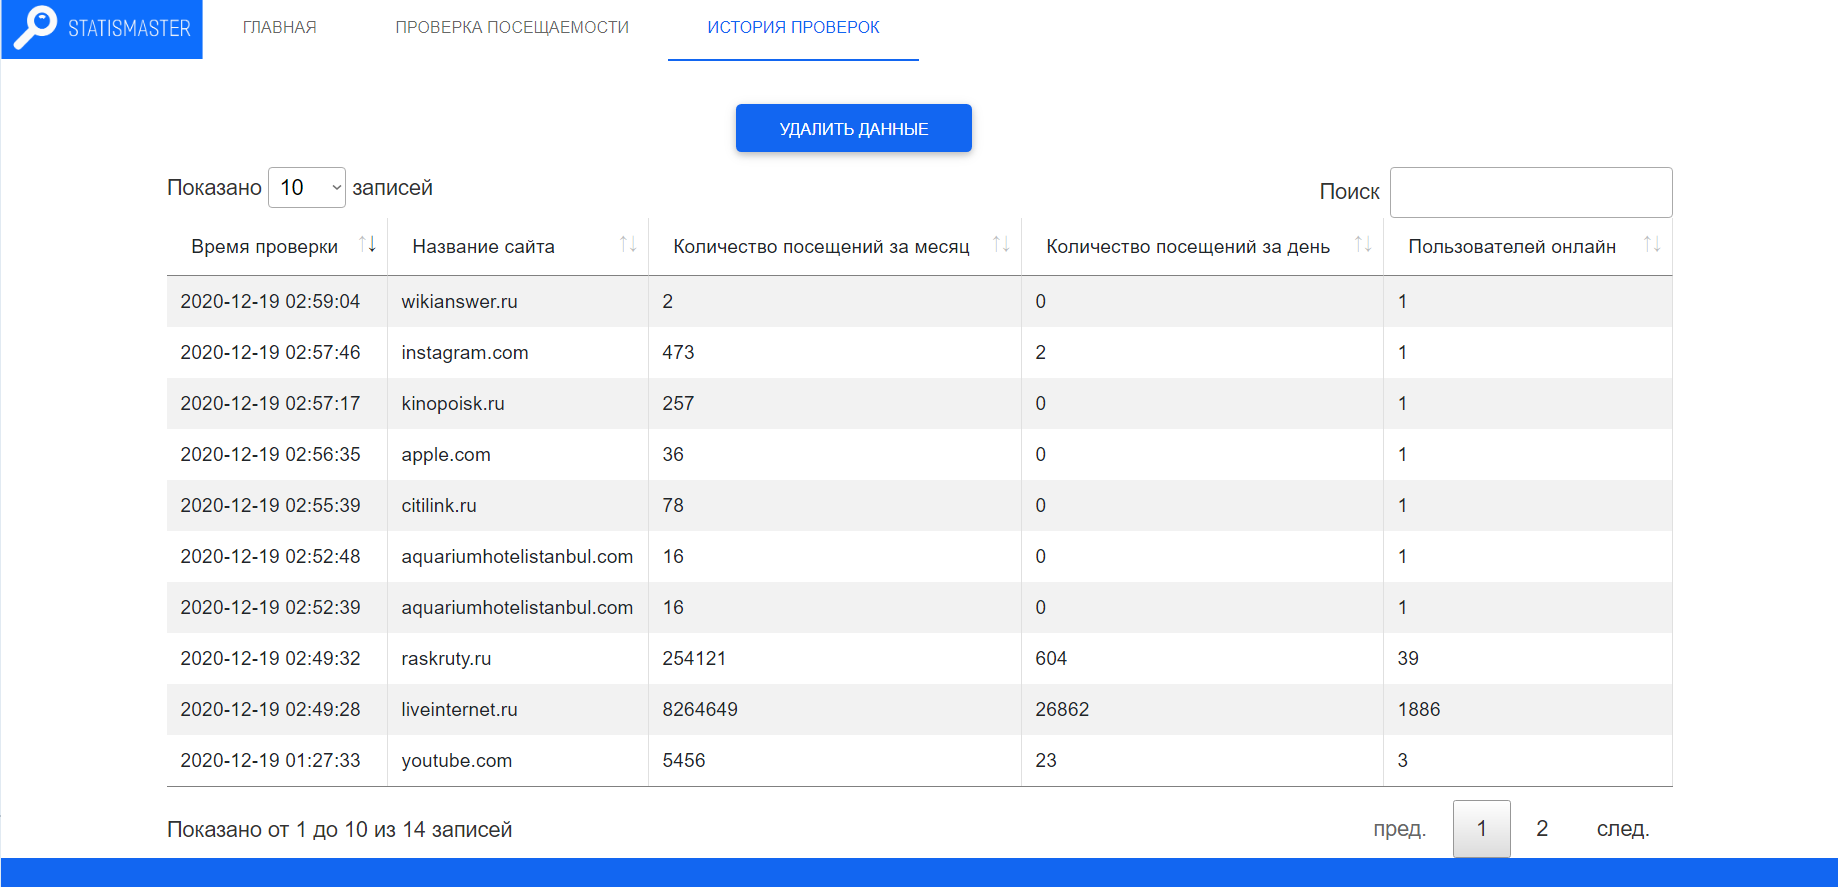 STATISMASTER ГЛАВНАЯ ПРОВЕРКА ПОСЕЩАЕМОСТИ ИСТОРИЯ ПРОВЕРОК
УДАЛИТЬ ДАННЫЕ
Показано 10 записей Поиск
Время проверки Название сайта Количество посещений за месяц Количество посещений за день Пользователей онлайн
2020-12-19 02:59:04 wikianswer.ru 2 0 1
2020-12-19 02:57:46 instagram.com 473 2 1
2020-12-19 02:57:17 kinopoisk.ru 257 0 1
2020-12-19 02:56:35 apple.com 36 0 1
2020-12-19 02:55:39 citilink.ru 78 0 1
2020-12-19 02:52:48 aquariumhotelistanbul.com 16 0 1
2020-12-19 02:52:39 aquariumhotelistanbul.com 16 0 1
2020-12-19 02:49:32 raskruty.ru 254121 604 39
2020-12-19 02:49:28 liveinternet.ru 8264649 26862 1886
2020-12-19 01:27:33 youtube.com 5456 23 3
Показано от 1 до 10 из 14 записей пред. 1 2 след.